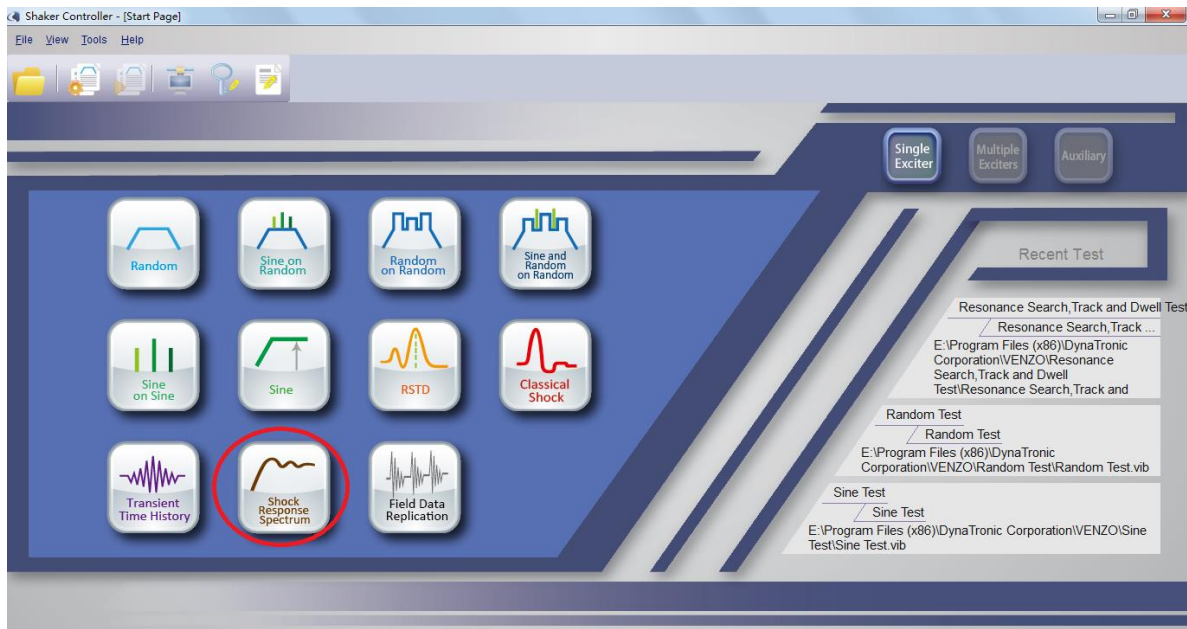 Shaker Controller - [Start Page]
File View Tools Help
Single
Exciter
Multiple
Exciters
Auxiliary
Random
Sine on
Random
Random
on Random
Sine and
Random
on Random
Sine
on Sine
Sine
RSTD
Classical
Shock
Transient
Time History
Shock
Response
Spectrum
Field Data
Replication
Recent Test
Resonance Search,Track and Dwell Test
Resonance Search,Track ...
E:\Program Files (x86)\DynaTronic
Corporation\VENZO\Resonance
Search,Track and Dwell
Test\Resonance Search,Track and
Random Test
Random Test
E:\Program Files (x86)\DynaTronic
Corporation\VENZO\Random Test\Random Test.vib
Sine Test
Sine Test
E:\Program Files (x86)\DynaTronic Corporation\VENZO\Sine
Test\Sine Test.vib